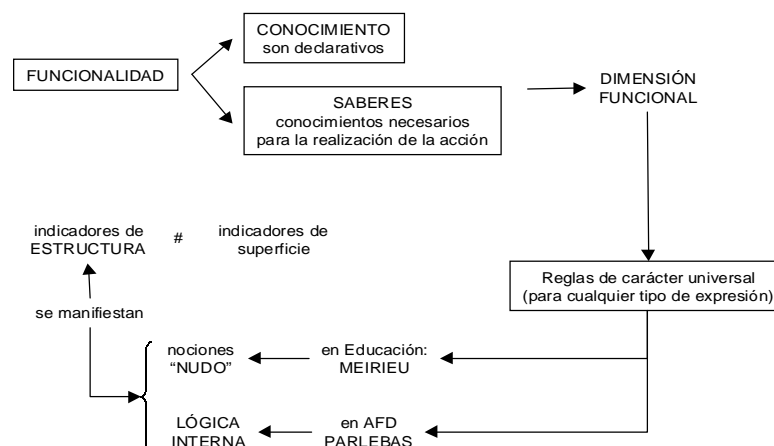 CONOCIMIENTO
son declarativos
FUNCIONALIDAD
SABERES
conocimientos necesarios
para la realización de la acción
DIMENSIÓN
FUNCIONAL
indicadores de
ESTRUCTURA
#
indicadores de
superficie
Reglas de carácter universal
(para cualquier tipo de expresión)
se manifiestan
nociones
“NUDO”
en Educación:
MEIRIEU
LÓGICA
INTERNA
en AFD
PARLEBAS